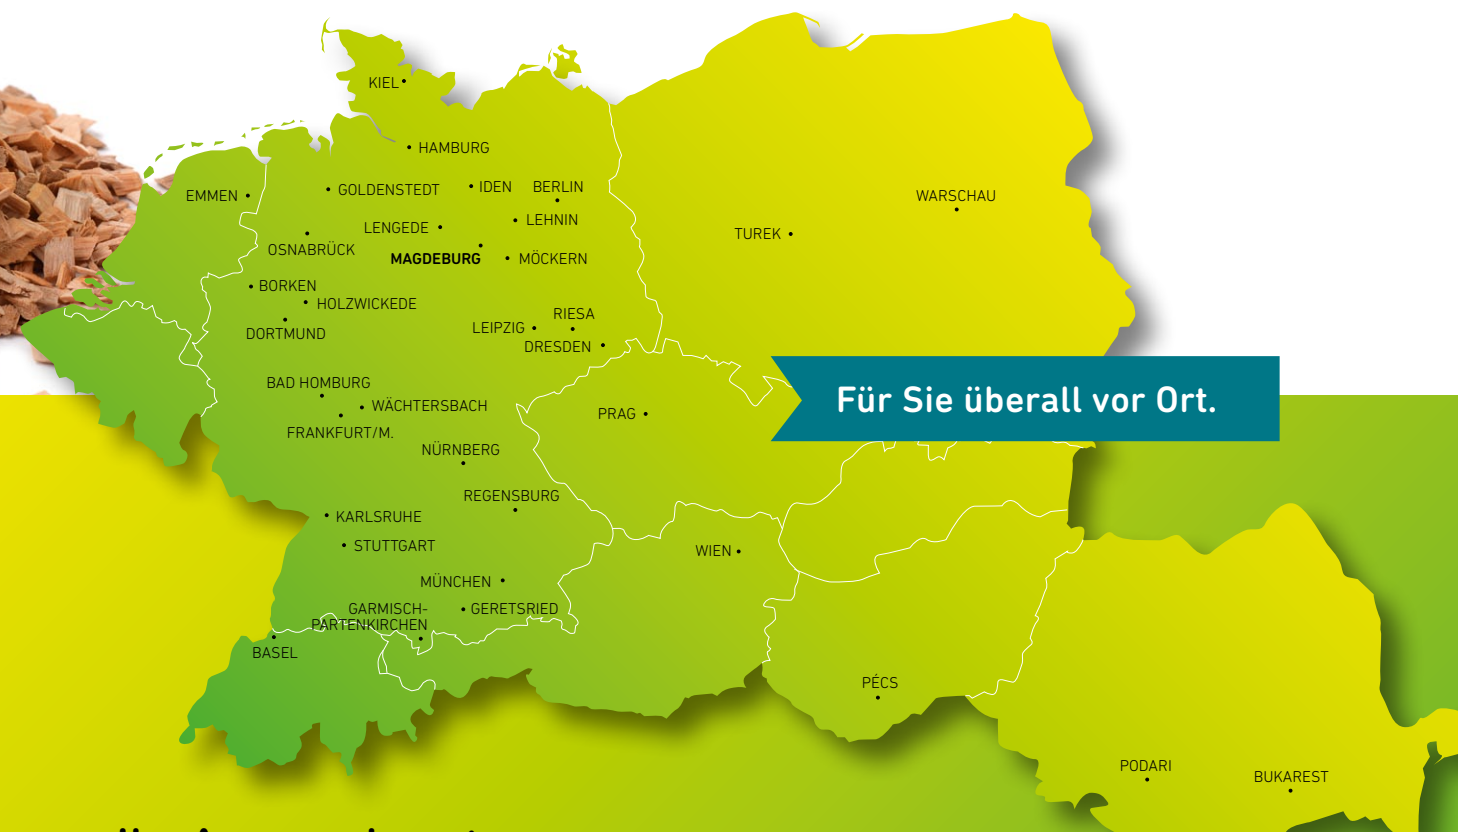 KIEL
HAMBURG
EMMEN
GOLDENSTEDT
IDEN
BERLIN
WARSCHAU
LENGEDE
LEHNIN
TUREK
OSNABRÜCK
MAGDEBURG
MÖCKERN
BORKEN
HOLZWICKEDE
DORTMUND
LEIPZIG
RIESA
DRESDEN
BAD HOMBURG
WÄCHTERSBACH
FRANKFURT/M.
PRAG
Für Sie überall vor Ort.
NÜRNBERG
REGENSBURG
KARLSRUHE
STUTTGART
WIEN
MÜNCHEN
GARMISCH-
PARTENKIRCHEN
GERETSRIED
BASEL
PÉCS
PODARI
BUKAREST